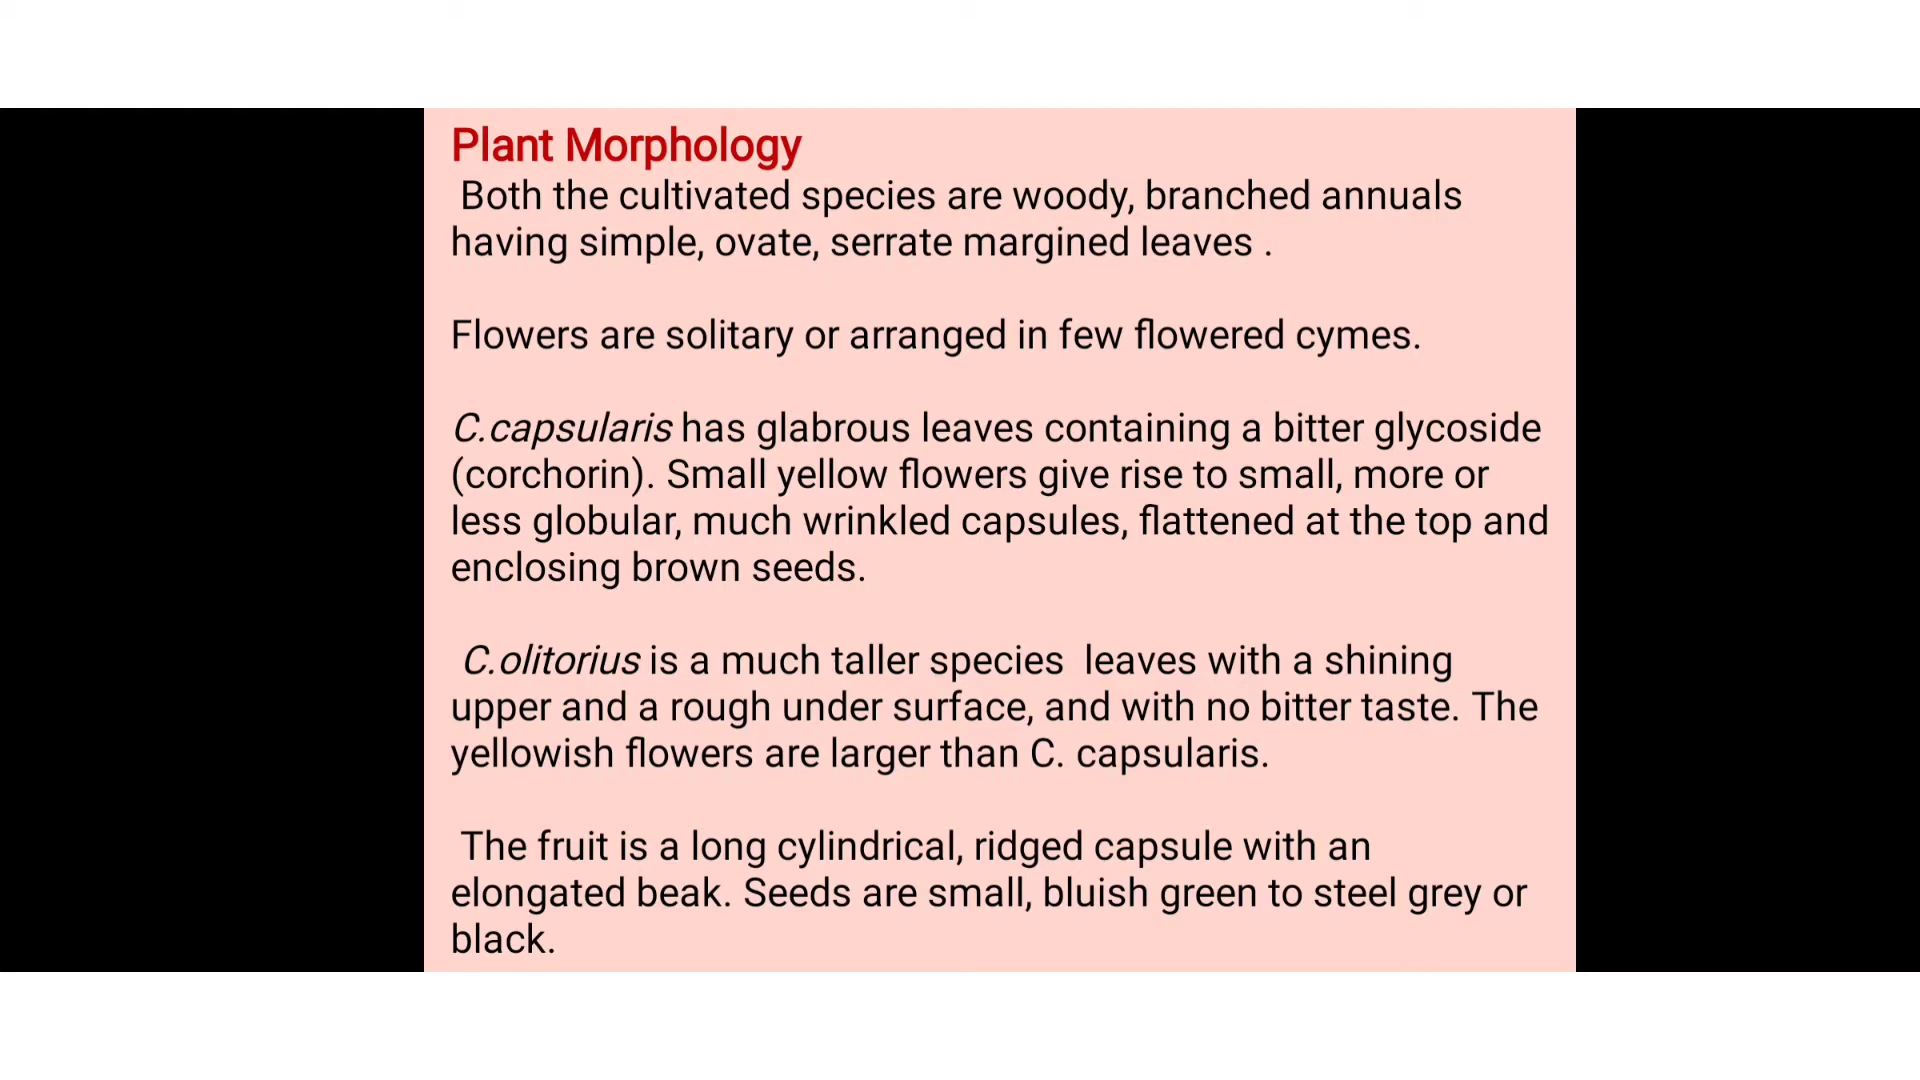 Plant Morphology
Both the cultivated species are woody, branched annuals
having simple, ovate, serrate margined leaves .
Flowers are solitary or arranged in few flowered cymes.
C.capsularis has glabrous leaves containing a bitter glycoside
(corchorin). Small yellow flowers give rise to small, more or
less globular, much wrinkled capsules, flattened at the top and
enclosing brown seeds.
C.olitorius is a much taller species  leaves with a shining
upper and a rough under surface, and with no bitter taste. The
yellowish flowers are larger than C. capsularis.
The fruit is a long cylindrical, ridged capsule with an
elongated beak. Seeds are small, bluish green to steel grey or
black.